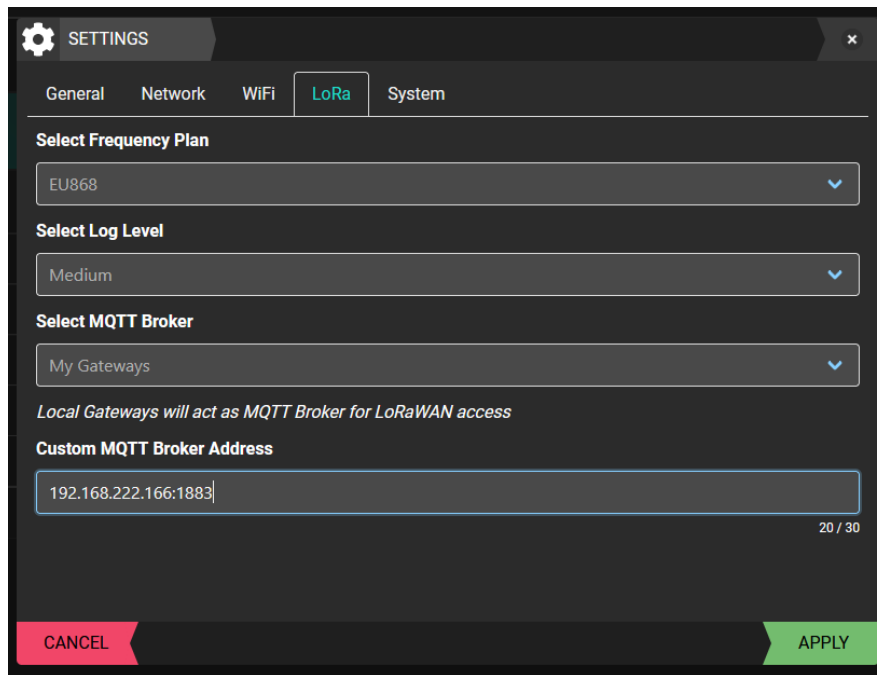 SETTINGS
General Network WiFi LoRa System
Select Frequency Plan
EU868
Select Log Level
Medium
Select MQTT Broker
My Gateways
Local Gateways will act as MQTT Broker for LoRaWAN access
Custom MQTT Broker Address
192.168.222.166:1883
20 / 30
CANCEL APPLY